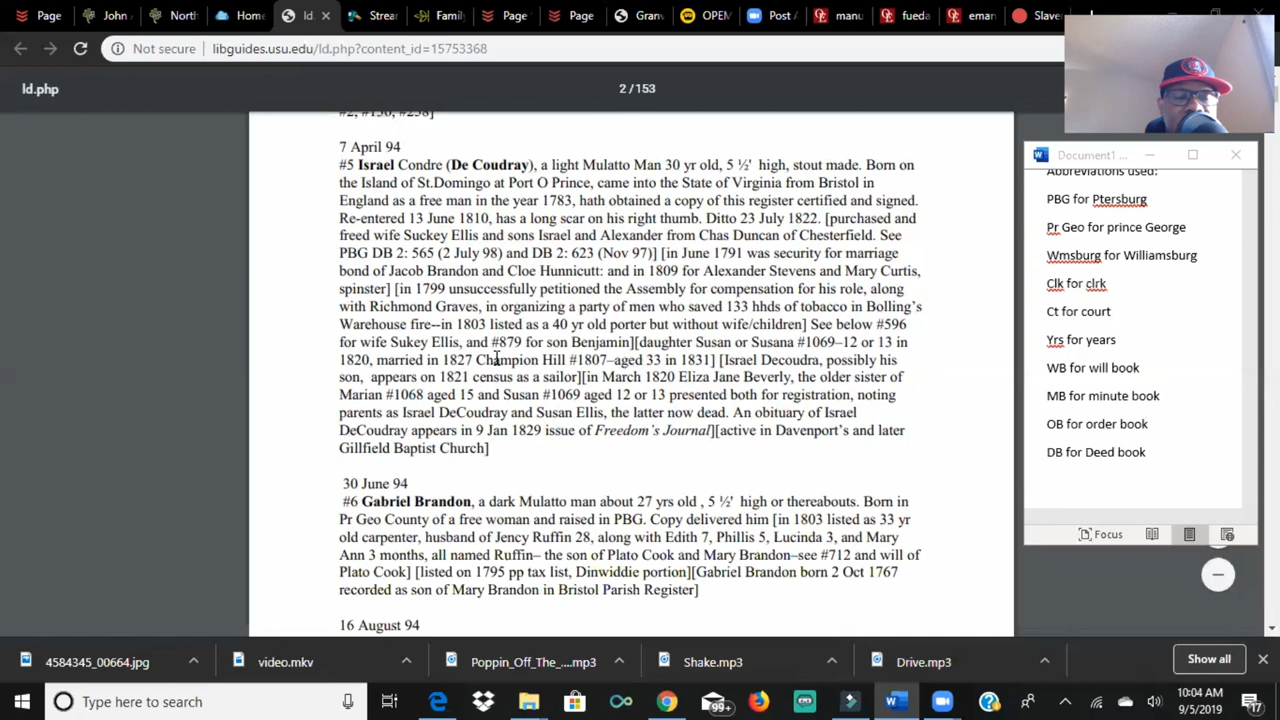 Page
John
North
Home
ld.
Strean
Family
Page
Page
Gran
OPEM
Post A
manu
fueda
eman
Slave
Not secure
libguides.usu.edu/ld.php?content_id=15753368
ld.php
2 / 153
7 April 94
#5 Israel Condre (De Coudray), a light Mulatto Man 30 yr old, 5 ½' high, stout made. Born on
the Island of St.Domingo at Port O Prince, came into the State of Virginia from Bristol in
England as a free man in the year 1783, hath obtained a copy of this register certified and signed.
Re-entered 13 June 1810, has a long scar on his right thumb. Ditto 23 July 1822. [purchased and
freed wife Suckey Ellis and sons Israel and Alexander from Chas Duncan of Chesterfield. See
PBG DB 2: 565 (2 July 98) and DB 2: 623 (Nov 97)] [in June 1791 was security for marriage
bond of Jacob Brandon and Cloe Hunnicutt: and in 1809 for Alexander Stevens and Mary Curtis,
spinster] [in 1799 unsuccessfully petitioned the Assembly for compensation for his role, along
with Richmond Graves, in organizing a party of men who saved 133 hhds of tobacco in Bolling's
Warehouse fire--in 1803 listed as a 40 yr old porter but without wife/children] See below #596
for wife Sukey Ellis, and #879 for son Benjamin][daughter Susan or Susana #1069–12 or 13 in
1820, married in 1827 Champion Hill #1807–aged 33 in 1831] [Israel Decoudra, possibly his
son, appears on 1821 census as a sailor][in March 1820 Eliza Jane Beverly, the older sister of
Marian #1068 aged 15 and Susan #1069 aged 12 or 13 presented both for registration, noting
parents as Israel DeCoudray and Susan Ellis, the latter now dead. An obituary of Israel
DeCoudray appears in 9 Jan 1829 issue of Freedom's Journal][active in Davenport's and later
Gillfield Baptist Church]
30 June 94
#6 Gabriel Brandon, a dark Mulatto man about 27 yrs old , 5 ½' high or thereabouts. Born in
Pr Geo County of a free woman and raised in PBG. Copy delivered him [in 1803 listed as 33 yr
old carpenter, husband of Jency Ruffin 28, along with Edith 7, Phillis 5, Lucinda 3, and Mary
Ann 3 months, all named Ruffin– the son of Plato Cook and Mary Brandon–see #712 and will of
Plato Cook] [listed on 1795 pp tax list, Dinwiddie portion][Gabriel Brandon born 2 Oct 1767
recorded as son of Mary Brandon in Bristol Parish Register]
16 August 94
Document1 ...
Abbreviations used:
PBG for Ptersburg
Pr Geo for prince George
Wmsburg for Williamsburg
Clk for clrk
Ct for court
Yrs for years
WB for will book
MB for minute book
OB for order book
DB for Deed book
Focus
4584345_00664.jpg
video.mkv
Poppin_Off_The_....mp3
Shake.mp3
Drive.mp3
Show all
Type here to search
99+
10:04 AM
9/5/2019
17